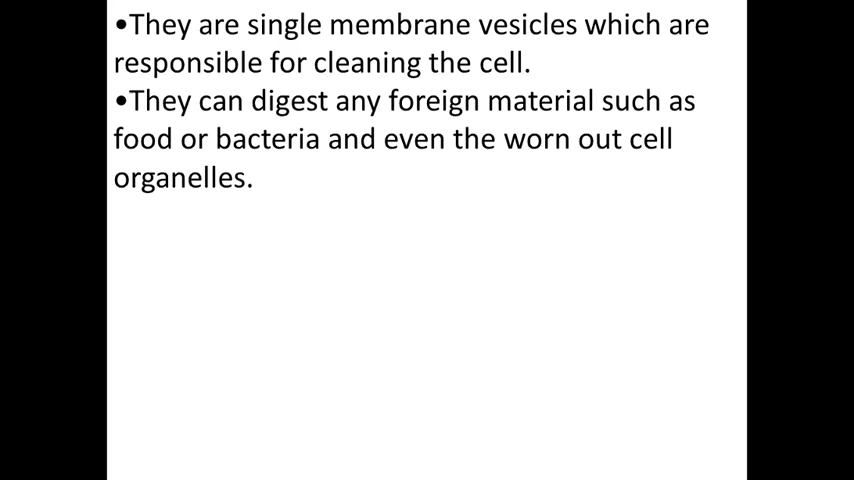 •They are single membrane vesicles which are
responsible for cleaning the cell.
•They can digest any foreign material such as
food or bacteria and even the worn out cell
organelles.